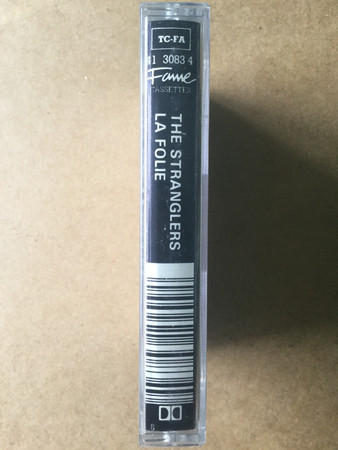 TC-FA
41 3083 4
Fame
CASSETTES
THE STRANGLERS
LA FOLIE
S